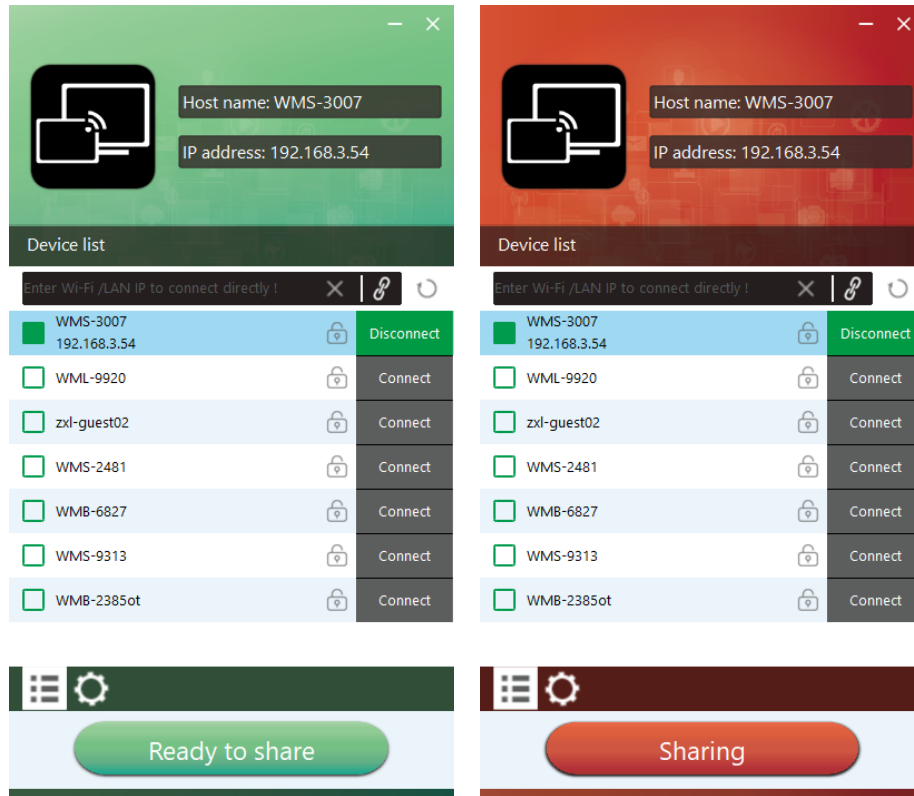 Host name: WMS-3007
IP address: 192.168.3.54
Device list
Enter Wi-Fi /LAN IP to connect directly !
WMS-3007
192.168.3.54
Disconnect
WML-9920
Connect
zxl-guest02
Connect
WMS-2481
Connect
WMB-6827
Connect
WMS-9313
Connect
WMB-2385ot
Connect
Ready to share
Host name: WMS-3007
IP address: 192.168.3.54
Device list
Enter Wi-Fi /LAN IP to connect directly !
WMS-3007
192.168.3.54
Disconnect
WML-9920
Connect
zxl-guest02
Connect
WMS-2481
Connect
WMB-6827
Connect
WMS-9313
Connect
WMB-2385ot
Connect
Sharing